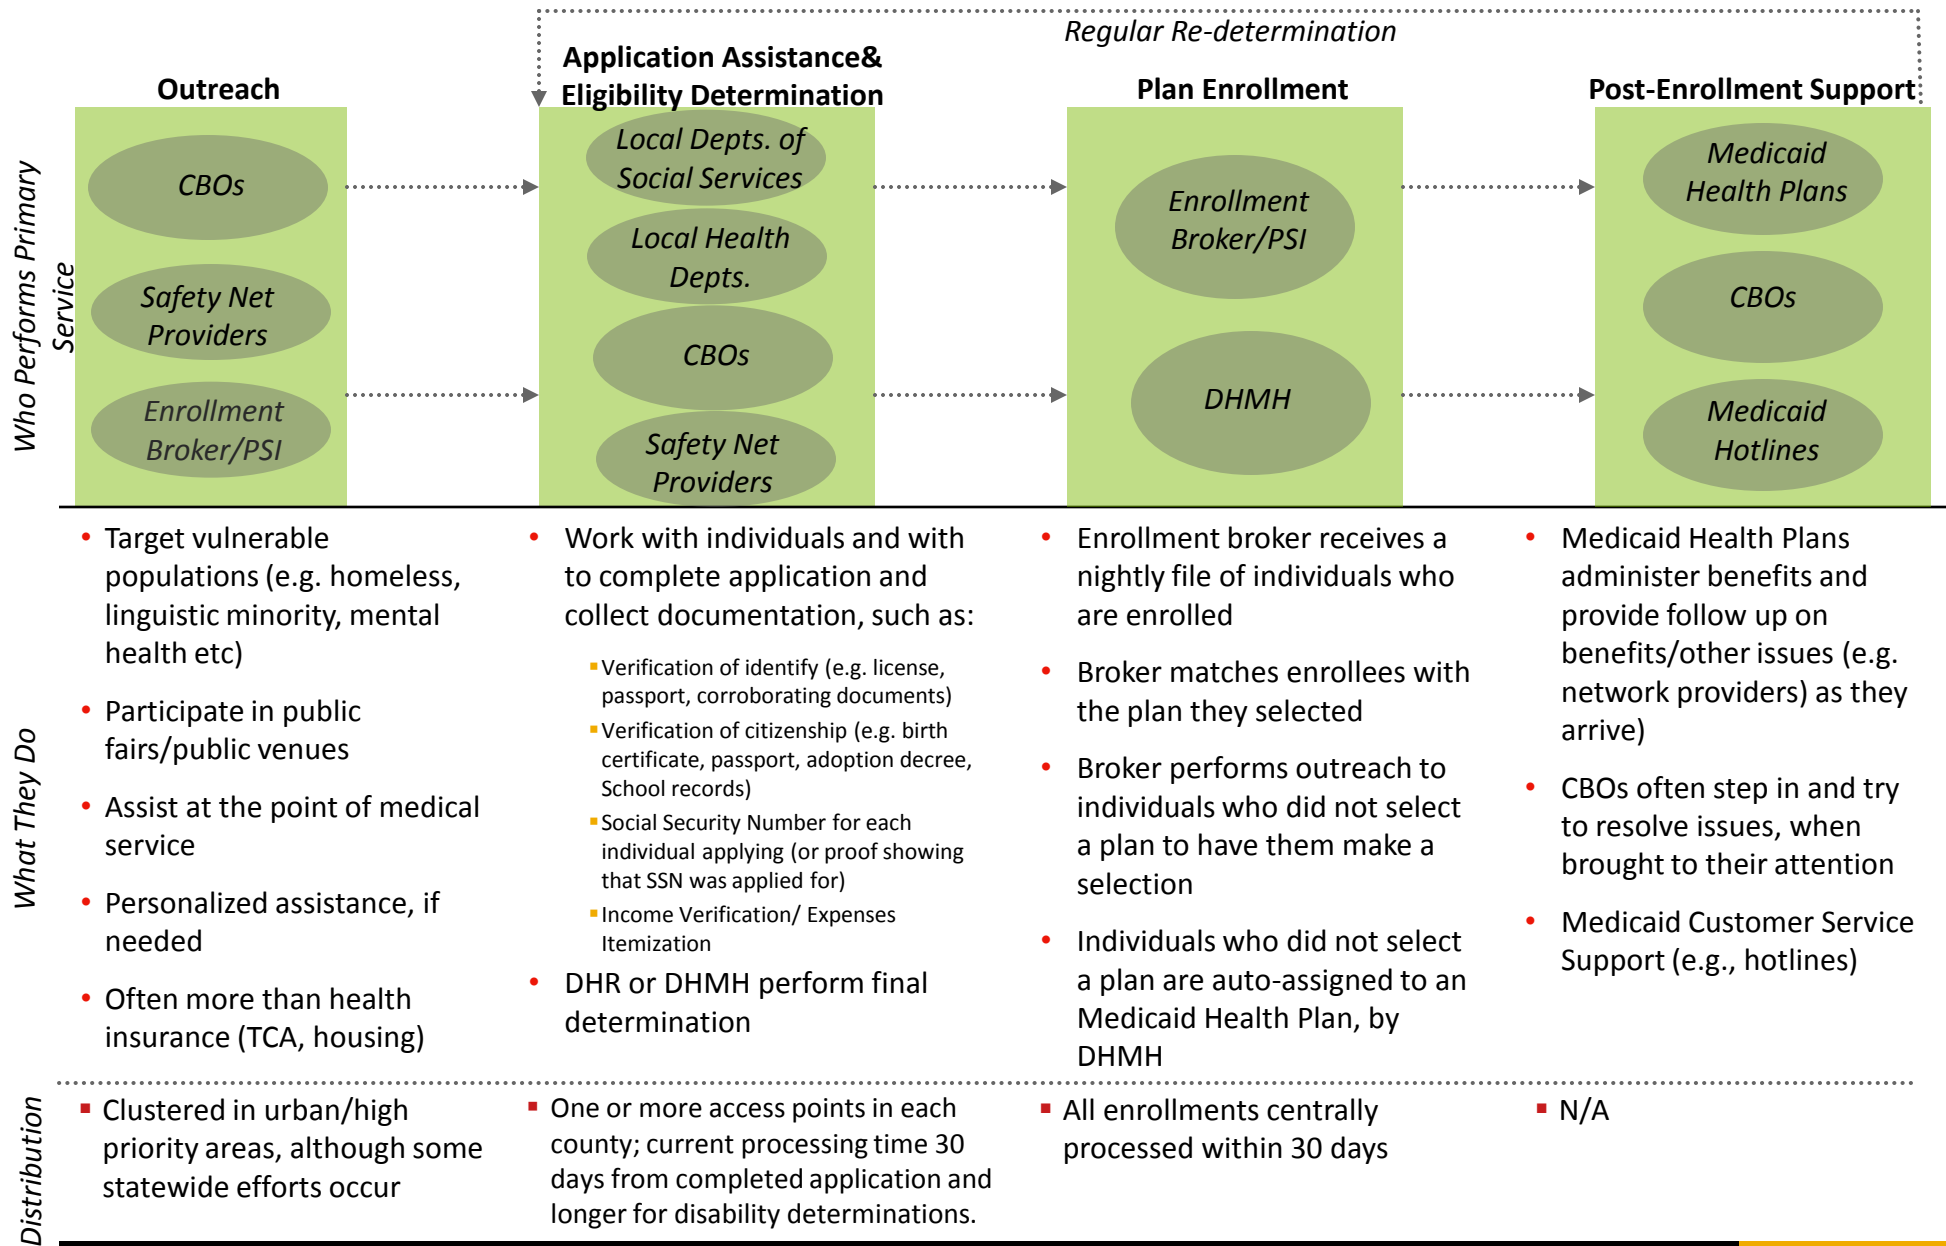 Regular Re-determination
Outreach
Application Assistance&
Eligibility Determination
Plan Enrollment
Post-Enrollment Support
Who Performs Primary
Service
CBOs
Safety Net
Providers
Enrollment
Broker/PSI
Local Depts. of
Social Services
Local Health
Depts.
CBOs
Safety Net
Providers
Enrollment
Broker/PSI
DHMH
Medicaid
Health Plans
CBOs
Medicaid
Hotlines
What They Do
• Target vulnerable
populations (e.g. homeless,
linguistic minority, mental
health etc)
• Participate in public
fairs/public venues
• Assist at the point of medical
service
• Personalized assistance, if
needed
• Often more than health
insurance (TCA, housing)
• Work with individuals and with
to complete application and
collect documentation, such as:
▪ Verification of identify (e.g. license,
passport, corroborating documents)
▪ Verification of citizenship (e.g. birth
certificate, passport, adoption decree,
School records)
▪ Social Security Number for each
individual applying (or proof showing
that SSN was applied for)
▪ Income Verification/ Expenses
Itemization
• DHR or DHMH perform final
determination
• Enrollment broker receives a
nightly file of individuals who
are enrolled
• Broker matches enrollees with
the plan they selected
• Broker performs outreach to
individuals who did not select
a plan to have them make a
selection
• Individuals who did not select
a plan are auto-assigned to an
Medicaid Health Plan, by
DHMH
• Medicaid Health Plans
administer benefits and
provide follow up on
benefits/other issues (e.g.
network providers) as they
arrive)
• CBOs often step in and try
to resolve issues, when
brought to their attention
• Medicaid Customer Service
Support (e.g., hotlines)
Distribution
▪ Clustered in urban/high
priority areas, although some
statewide efforts occur
▪ One or more access points in each
county; current processing time 30
days from completed application and
longer for disability determinations.
▪ All enrollments centrally
processed within 30 days
▪ N/A